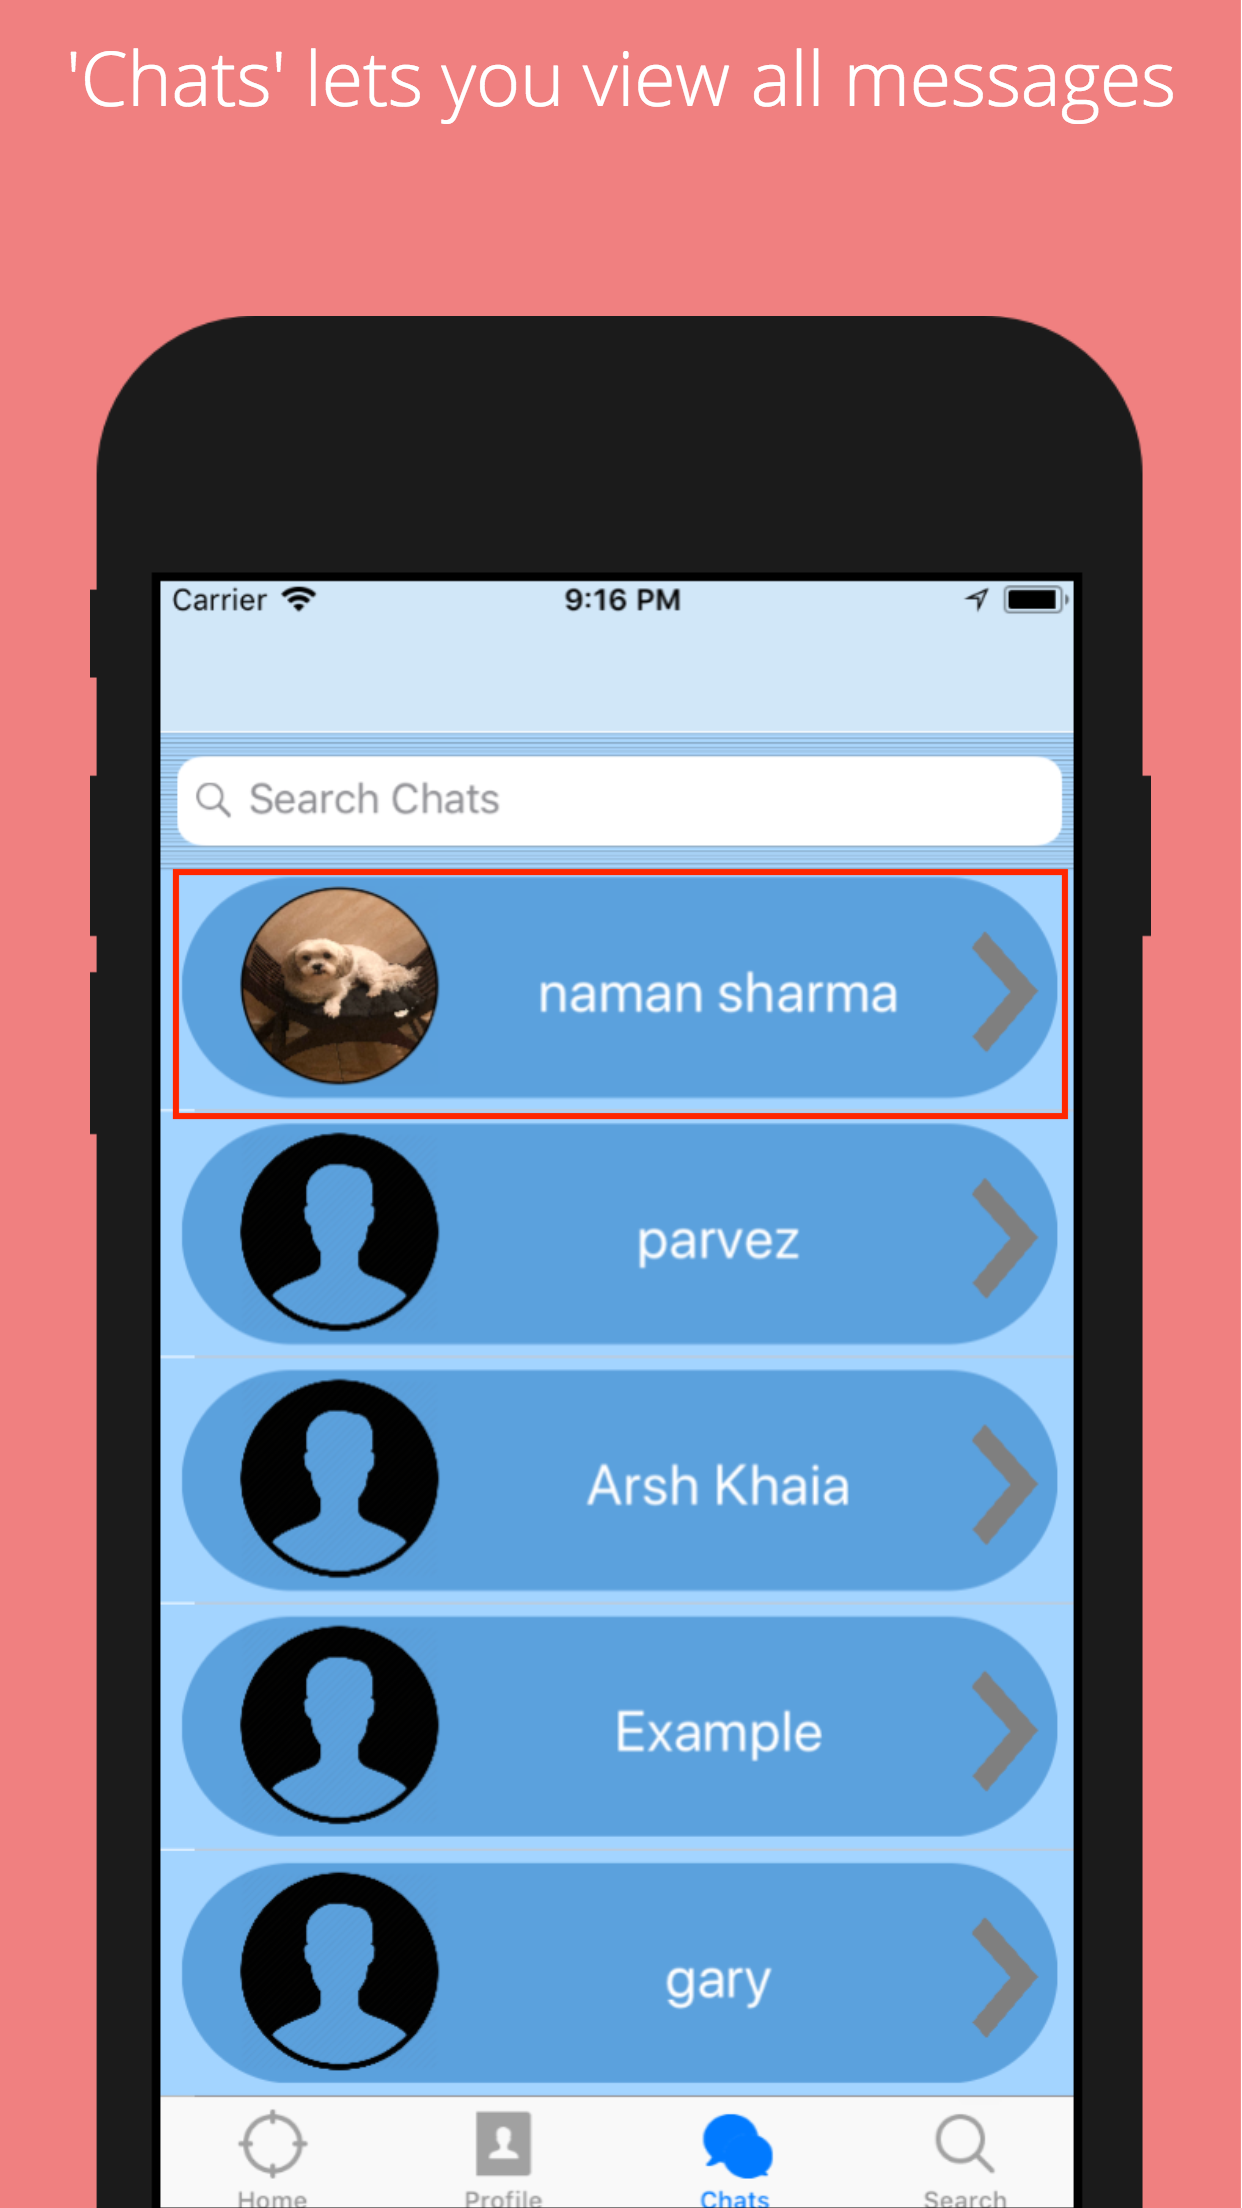 'Chats' lets you view all messages
Carrier 9:16 PM
Search Chats
naman sharma
parvez
Arsh Khaia
Example
gary
Home Profile Chats Search